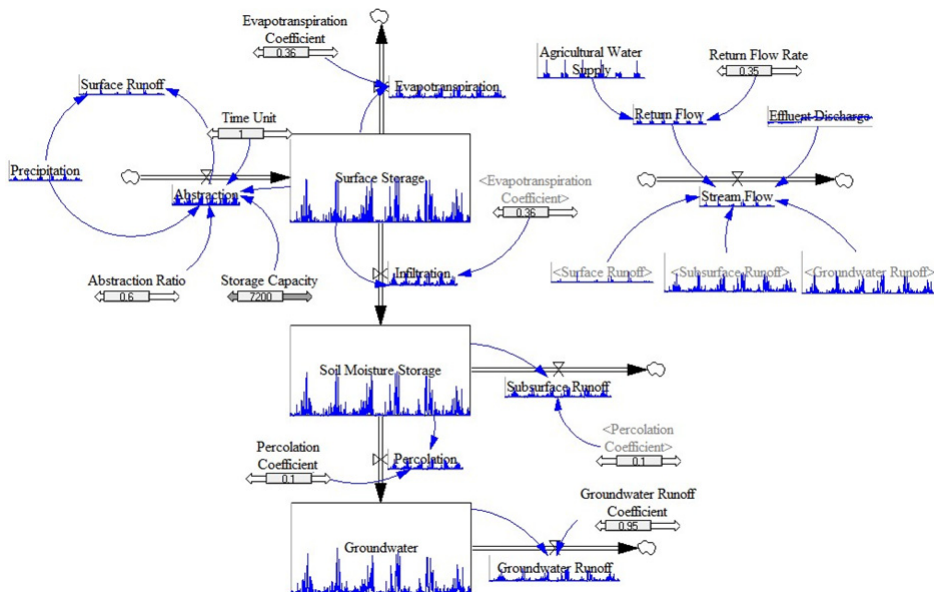 Evapotranspiration
Coefficient
0.36
Agricultural Water
Supply
Return Flow Rate
0.35
Surface Runoff
Evapotranspiration
Return Flow
Effluent Discharge
Time Unit
1
Precipitation
Abstraction
Surface Storage
<Evapotranspiration
Coefficient>
0.36
Stream Flow
Abstraction Ratio
0.6
Storage Capacity
7200
Infiltration
<Surface Runoff>
<Subsurface Runoff>
<Groundwater Runoff>
Soil Moisture Storage
Subsurface Runoff
<Percolation
Coefficient>
0.1
Percolation
Coefficient
0.1
Percolation
Groundwater Runoff
Coefficient
0.95
Groundwater
Groundwater Runoff